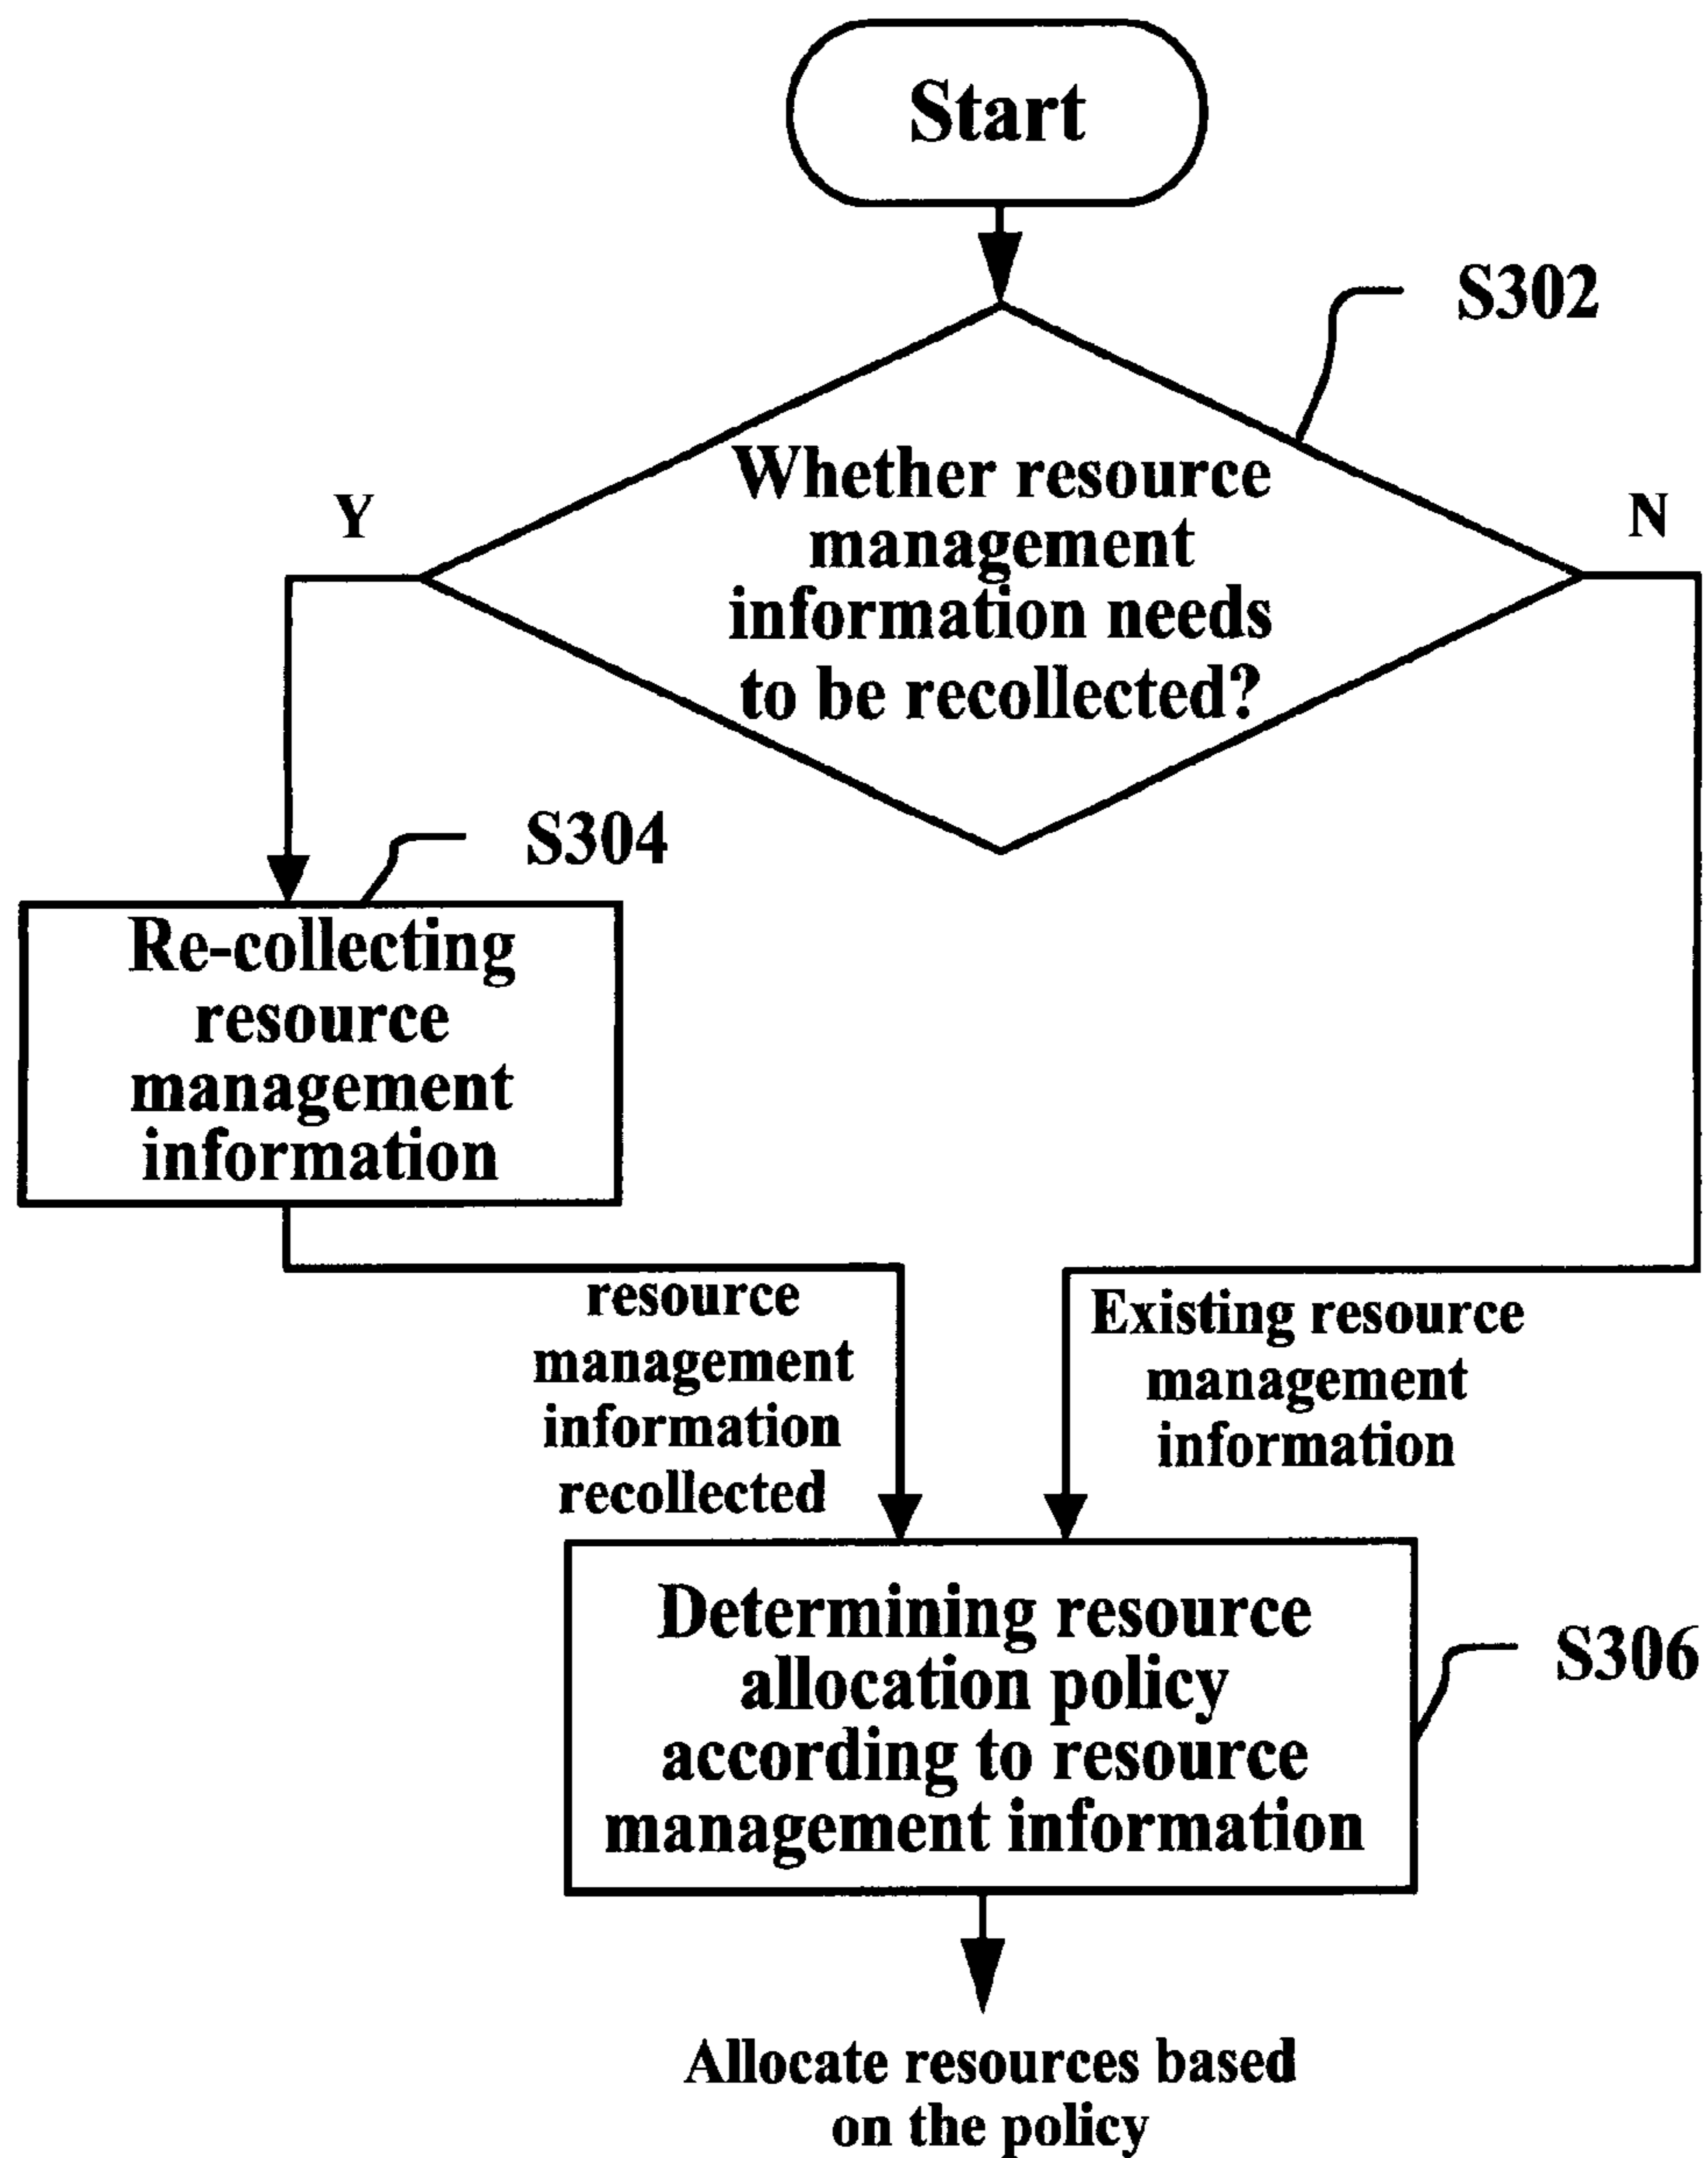 Start
S302
Whether resource
management
information needs
to be recollected?
Y
N
S304
Re-collecting
resource
management
information
resource
management
information
recollected
Existing resource
management
information
Determining resource
allocation policy
according to resource
management information
S306
Allocate resources based
on the policy